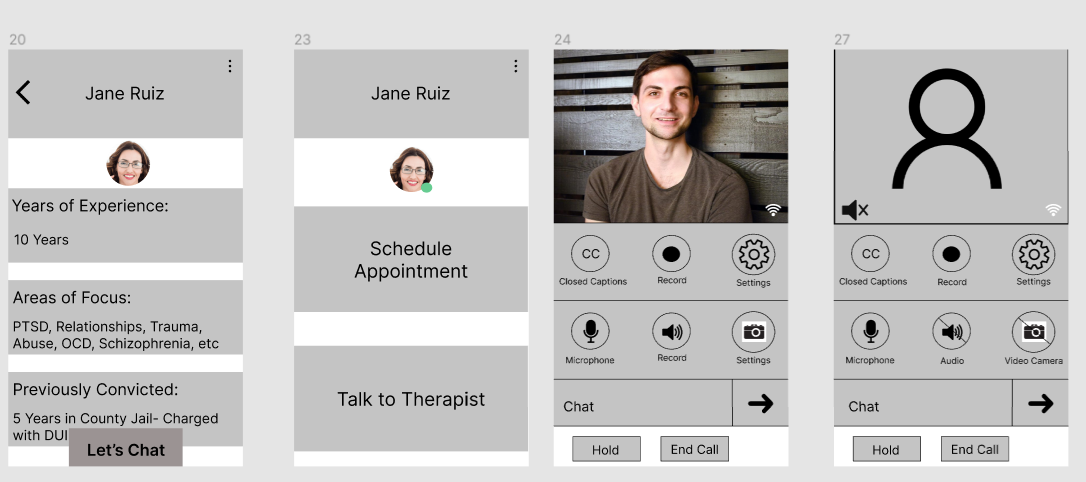 20
Jane Ruiz
Years of Experience:
10 Years
Areas of Focus:
PTSD, Relationships, Trauma,
Abuse, OCD, Schizophrenia, etc
Previously Convicted:
5 Years in County Jail- Charged
with DUI
Let's Chat
23
Jane Ruiz
Schedule
Appointment
Talk to Therapist
24
CC
Closed Captions
Record
Settings
Microphone
Record
Settings
Chat
Hold
End Call
27
CC
Closed Captions
Record
Settings
Microphone
Audio
Video Camera
Chat
Hold
End Call